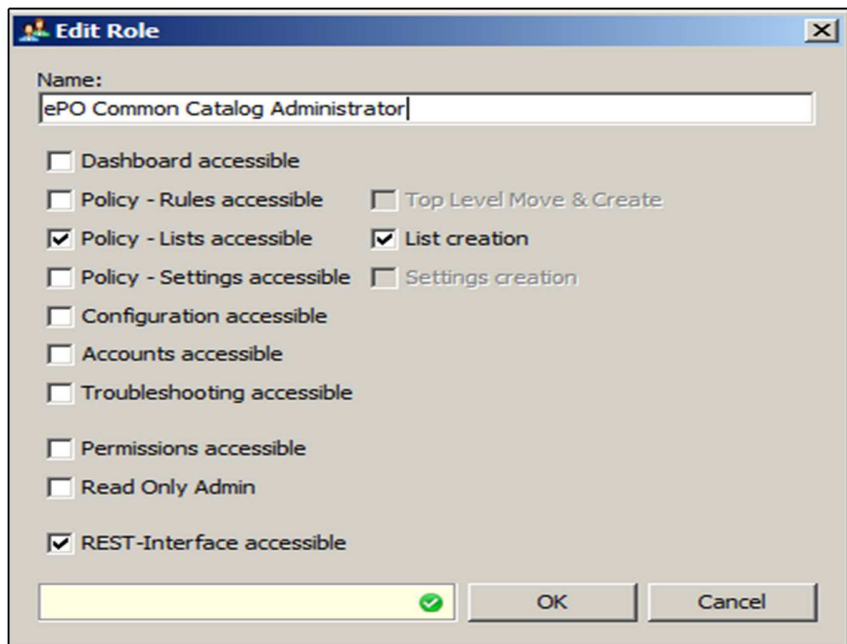 Edit Role
Name:
ePO Common Catalog Administrator
Dashboard accessible
Policy - Rules accessible Top Level Move & Create
Policy - Lists accessible List creation
Policy - Settings accessible Settings creation
Configuration accessible
Accounts accessible
Troubleshooting accessible
Permissions accessible
Read Only Admin
REST-Interface accessible
OK Cancel